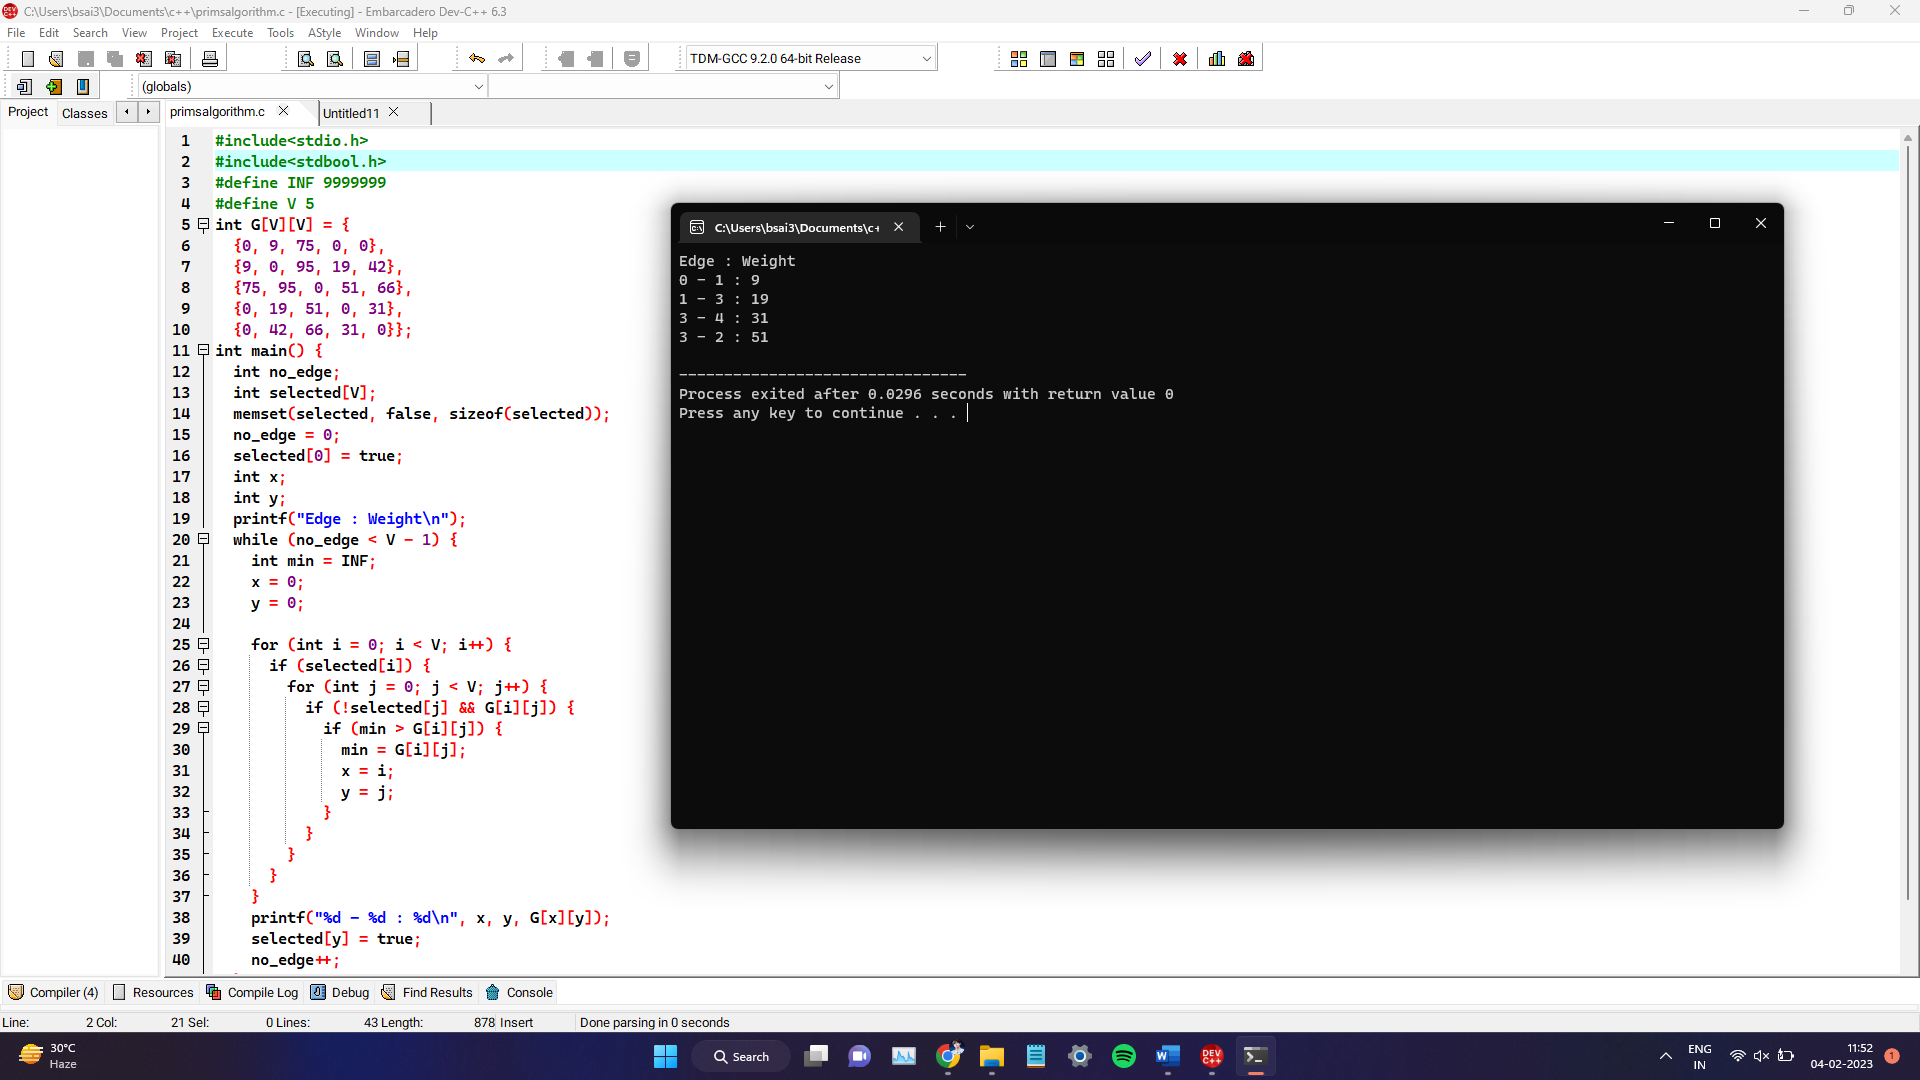 C:\Users\bsai3\Documents\c++\primsalgorithm.c - [Executing] - Embarcadero Dev-C++ 6.3
File Edit Search View Project Execute Tools AStyle Window Help
TDM-GCC 9.2.0 64-bit Release
(globals)
Project Classes primsalgorithm.c Untitled11
1 #include<stdio.h>
2 #include<stdbool.h>
3 #define INF 9999999
4 #define V 5
5 int G[V][V] = {
6 {0, 9, 75, 0, 0},
7 {9, 0, 95, 19, 42},
8 {75, 95, 0, 51, 66},
9 {0, 19, 51, 0, 31},
10 {0, 42, 66, 31, 0}};
11 int main() {
12 int no_edge;
13 int selected[V];
14 memset(selected, false, sizeof(selected));
15 no_edge = 0;
16 selected[0] = true;
17 int x;
18 int y;
19 printf("Edge : Weight\n");
20 while (no_edge < V - 1) {
21 int min = INF;
22 x = 0;
23 y = 0;
24
25 for (int i = 0; i < V; i++) {
26 if (selected[i]) {
27 for (int j = 0; j < V; j++) {
28 if (!selected[j] && G[i][j]) {
29 if (min > G[i][j]) {
30 min = G[i][j];
31 x = i;
32 y = j;
33 }
34 }
35 }
36 }
37 }
38 printf("%d - %d : %d\n", x, y, G[x][y]);
39 selected[y] = true;
40 no_edge++;
C:\Users\bsai3\Documents\c+
Edge : Weight
0 - 1 : 9
1 - 3 : 19
3 - 4 : 31
3 - 2 : 51
--------------------------------
Process exited after 0.0296 seconds with return value 0
Press any key to continue . . .
Compiler (4) Resources Compile Log Debug Find Results Console
Line: 2 Col: 21 Sel: 0 Lines: 43 Length: 878 Insert Done parsing in 0 seconds
30°C
Haze
Search
DEV C++
ENG
IN
11:52
04-02-2023
1